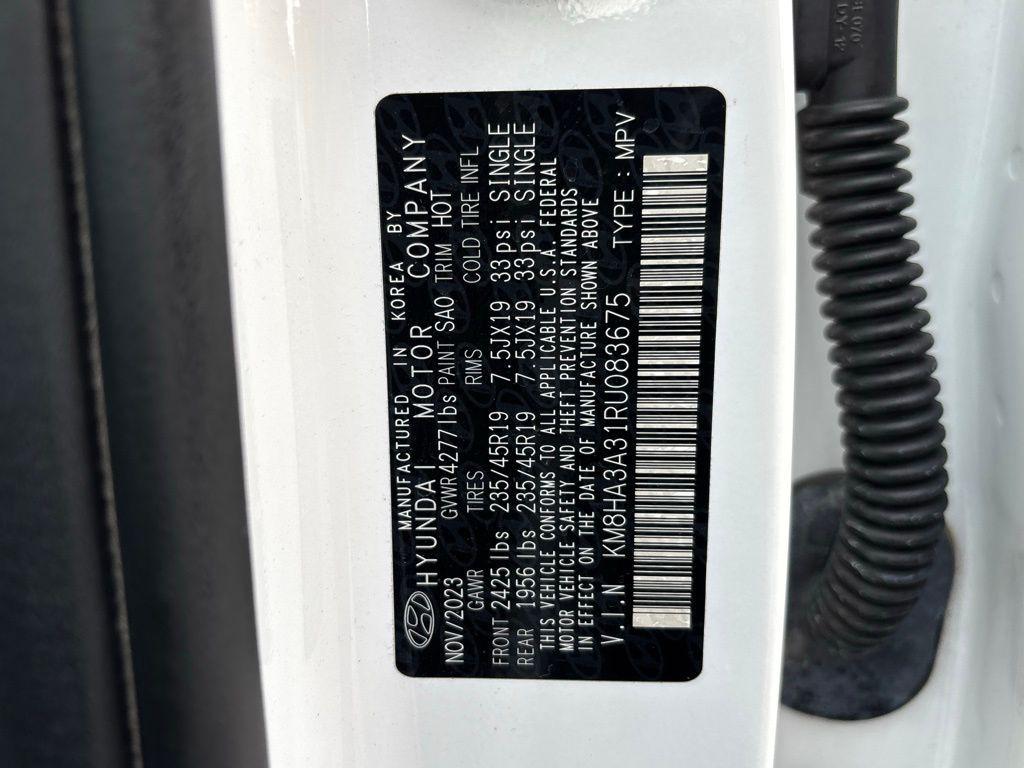 MANUFACTURED IN KOREA BY
HYUNDAI MOTOR COMPANY
NOV/2023 GVWR 4277 lbs PAINT SAO TRIM HOT
GAWR TIRES RIMS COLD TIRE INFL
FRONT 2425 lbs 235/45R19 7.5JX19 33psi SINGLE
REAR 1956 lbs 235/45R19 7.5JX19 33psi SINGLE
THIS VEHICLE CONFORMS TO ALL APPLICABLE U.S.A. FEDERAL
MOTOR VEHICLE SAFETY AND THEFT PREVENTION STANDARDS
IN EFFECT ON THE DATE OF MANUFACTURE SHOWN ABOVE
V.I.N KM8HA3A31RU083675 TYPE : MPV